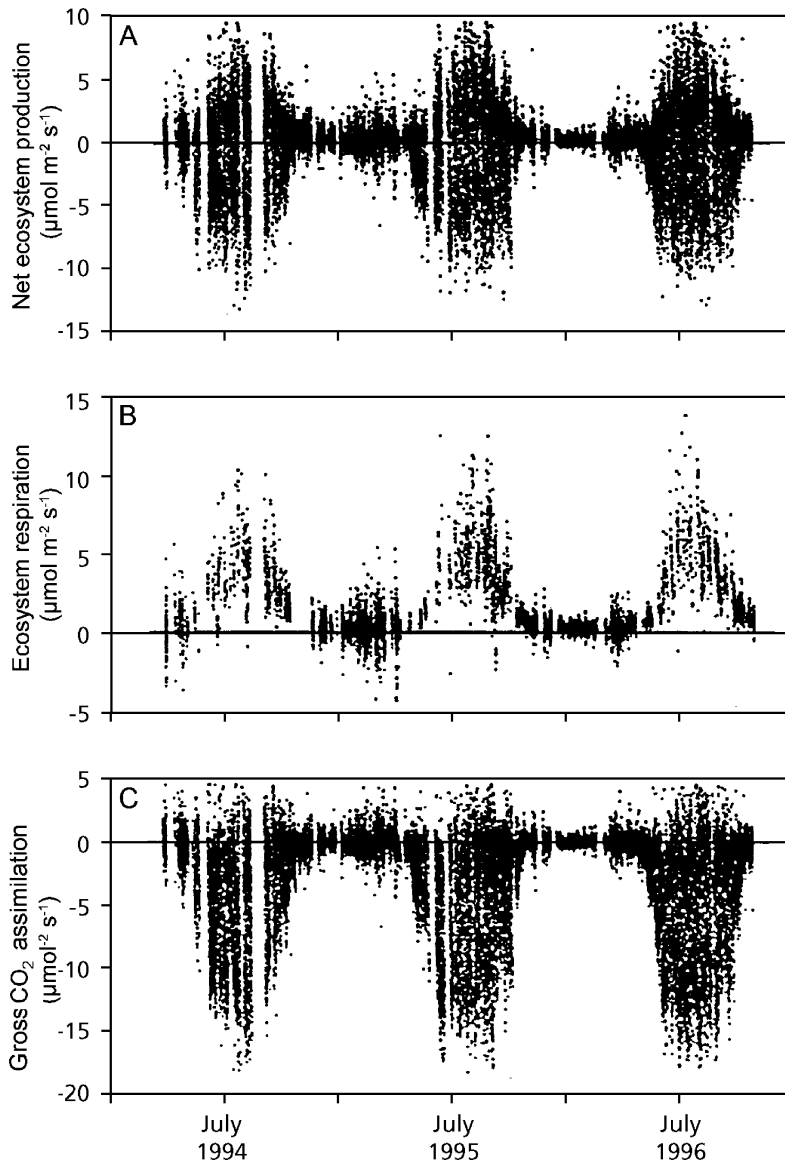 A
Net ecosystem production
(µmol m-2 s-1)
10
5
0
-5
-10
-15
B
Ecosystem respiration
(µmol m-2 s-1)
15
10
5
0
-5
C
Gross CO2 assimilation
(µmol-2 s-1)
5
0
-5
-10
-15
-20
July
1994
July
1995
July
1996